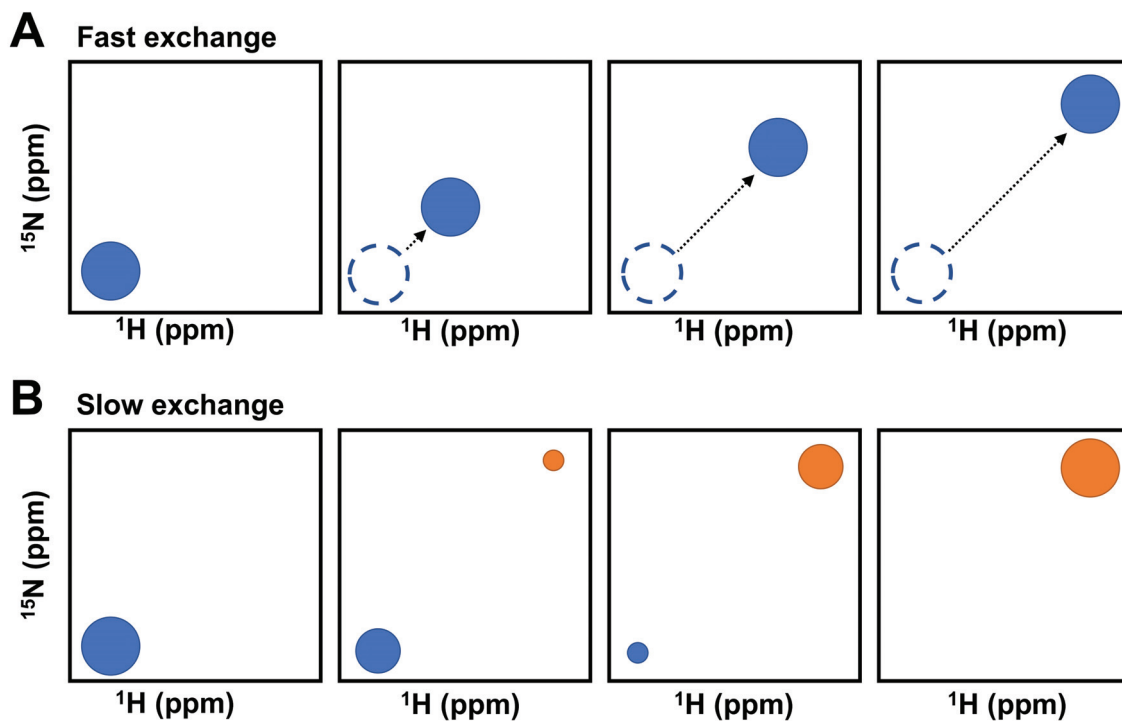 A Fast exchange
¹⁵N (ppm)
¹H (ppm) ¹H (ppm) ¹H (ppm) ¹H (ppm)
B Slow exchange
¹⁵N (ppm)
¹H (ppm) ¹H (ppm) ¹H (ppm) ¹H (ppm)